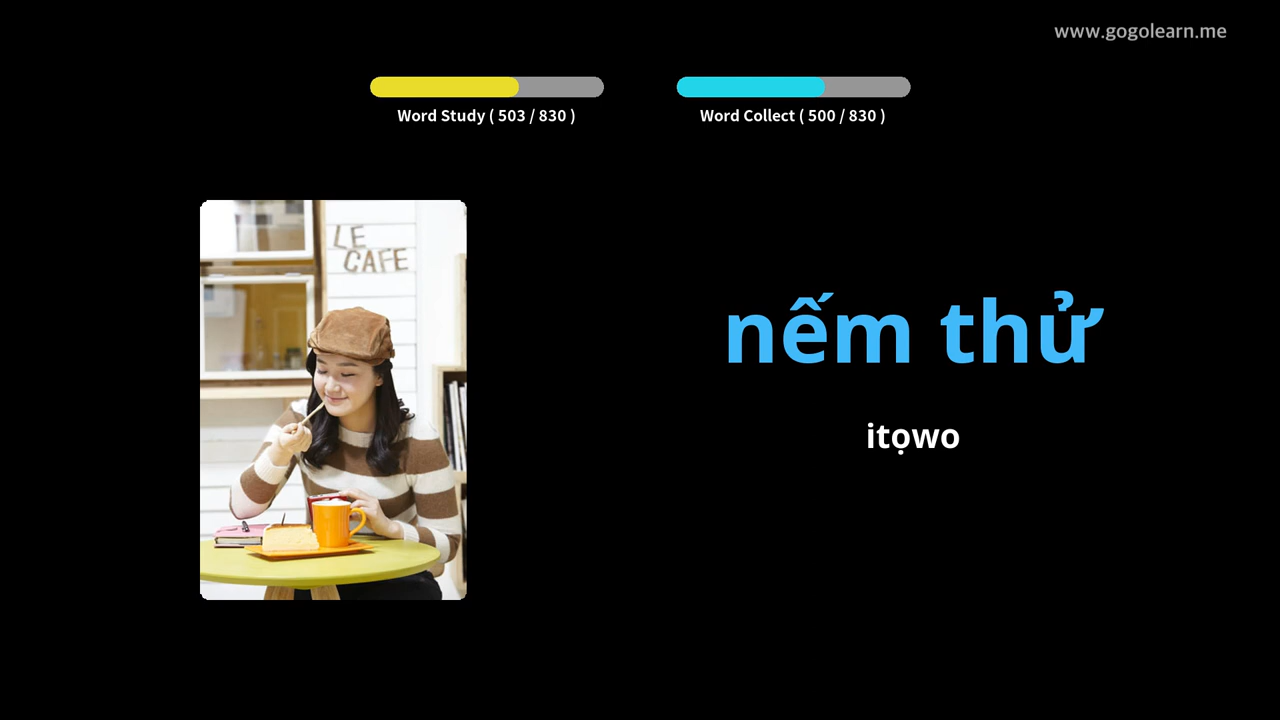 www.gogolearn.me
Word Study ( 503 / 830 )
Word Collect ( 500 / 830 )
LE
CAFE
nếm thử
itọwo